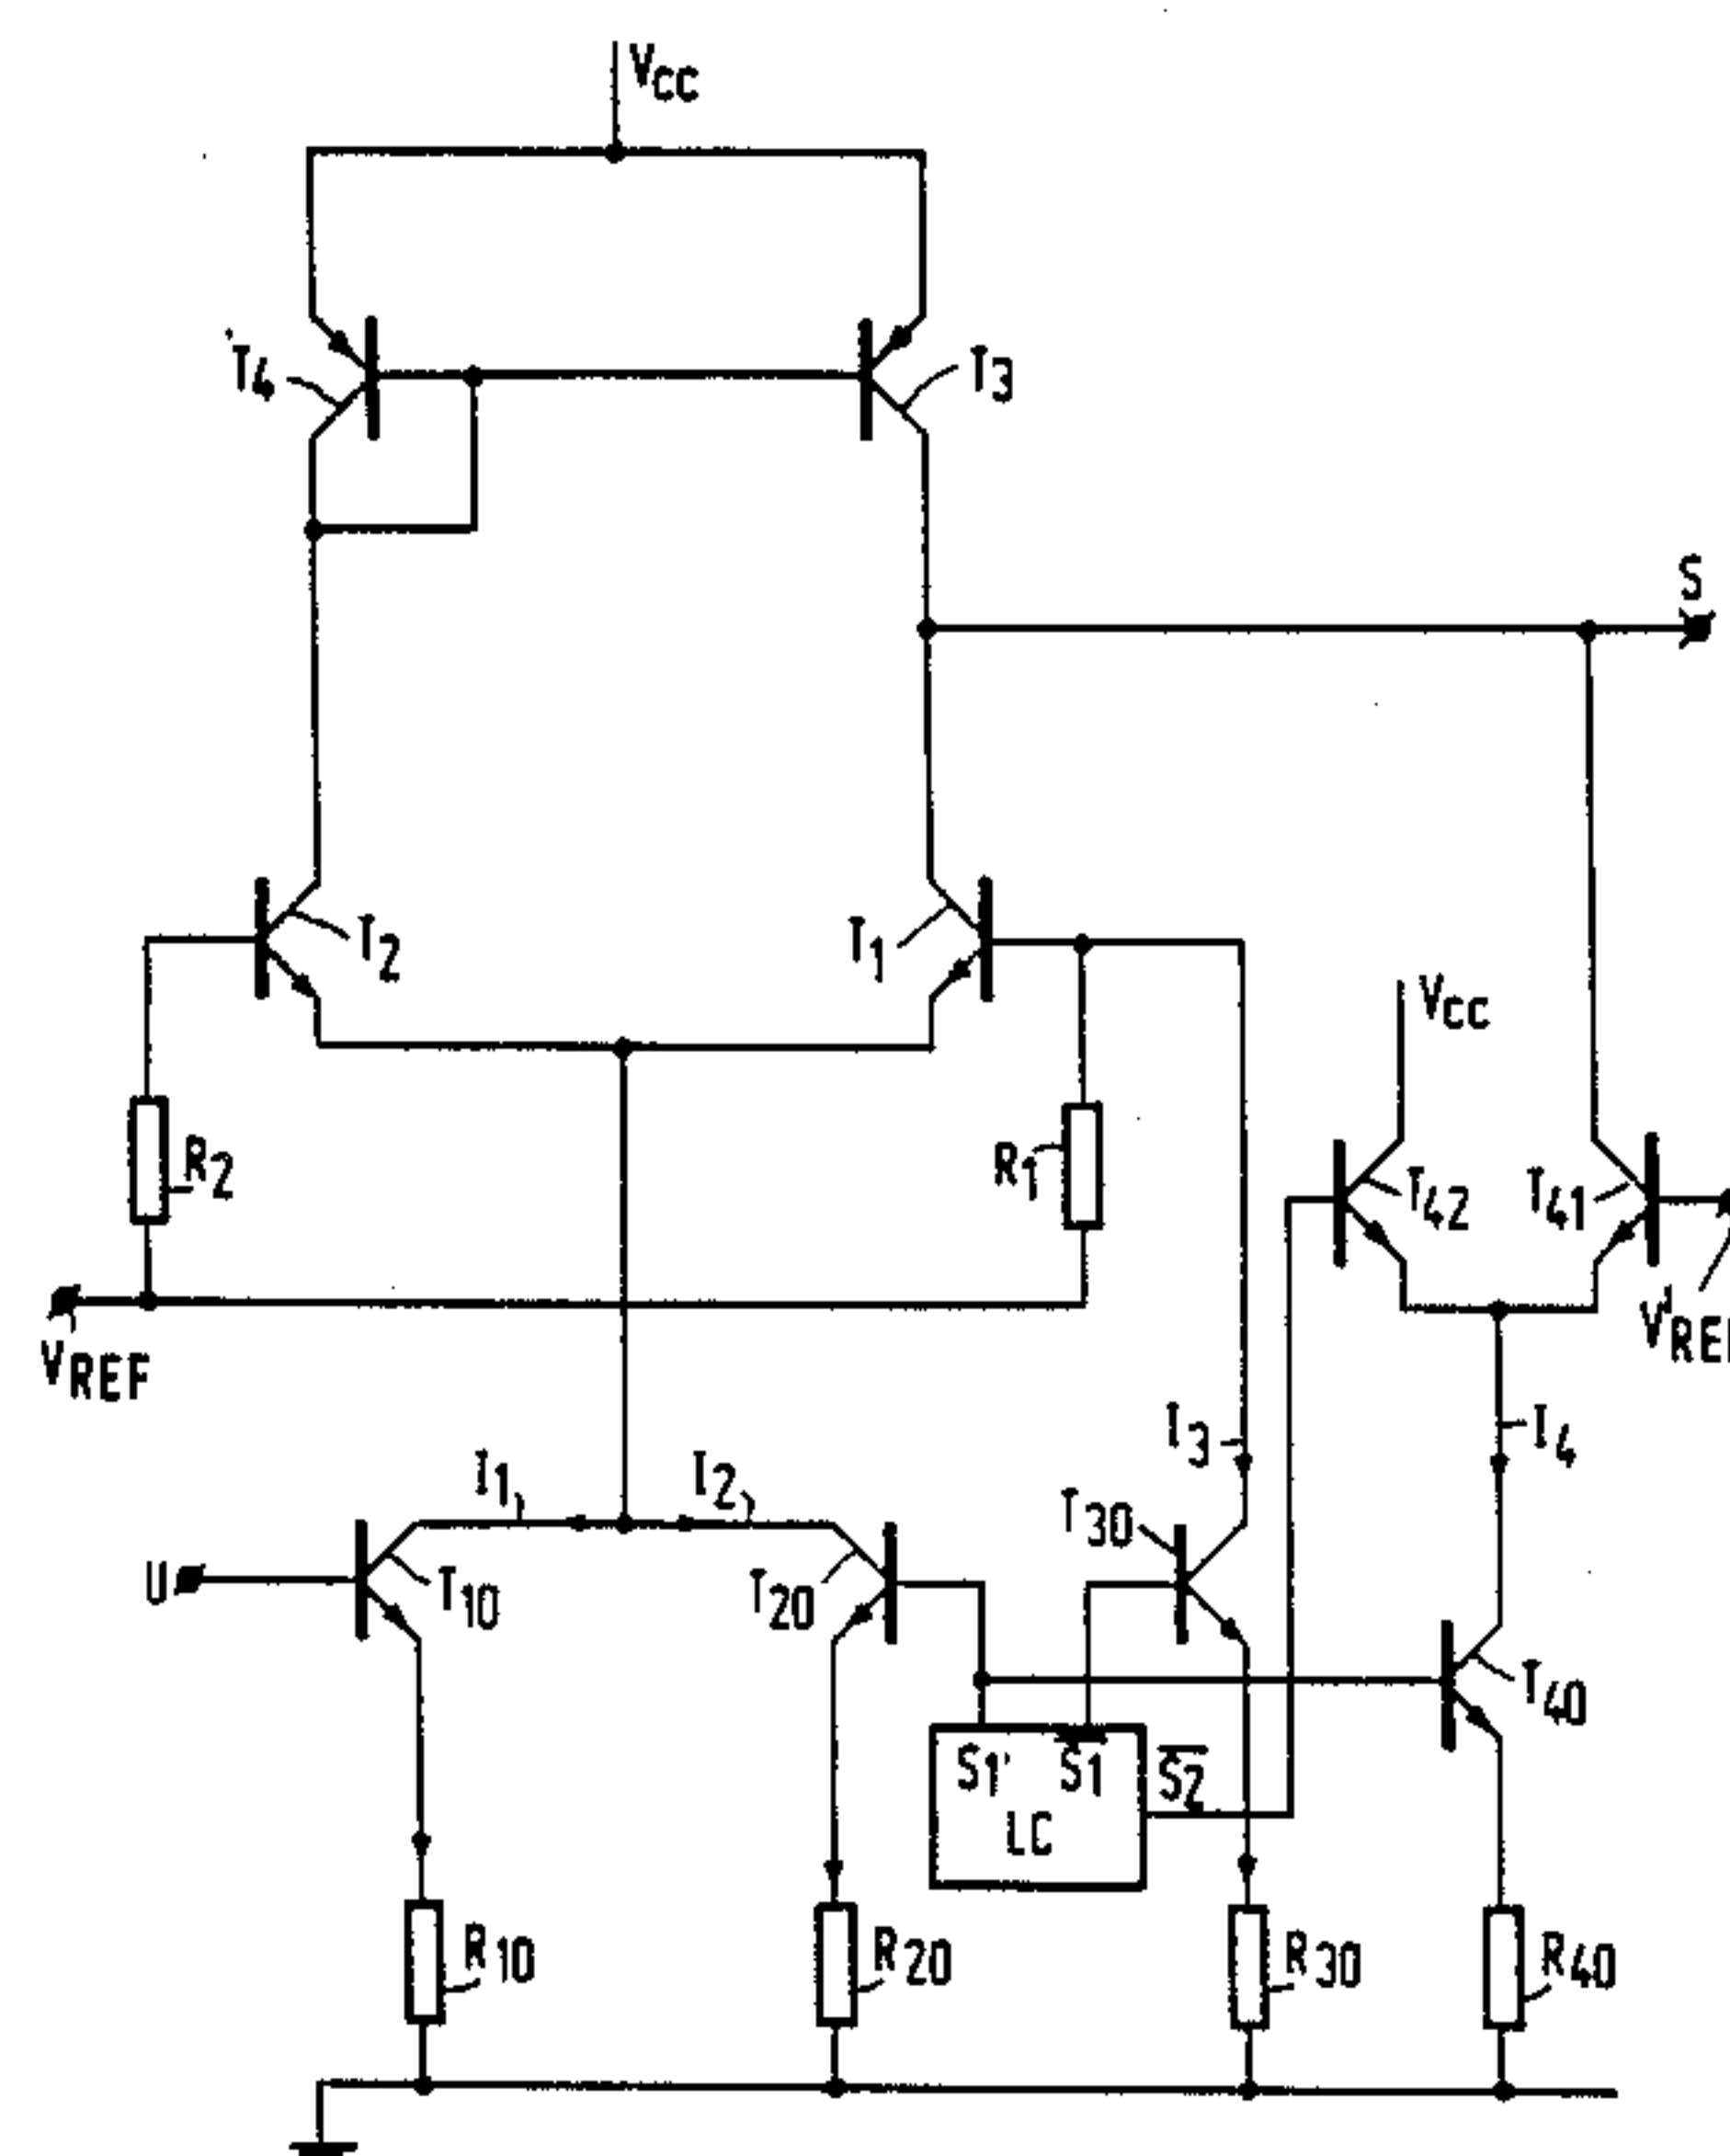 VCC
T4
T3
S
T2
T1
VCC
R2
R1
T42
T41
VREF
I1
I2
I3
I4
T30
U
T10
T20
T40
S1'
S1
S2
LC
R10
R20
R30
R40